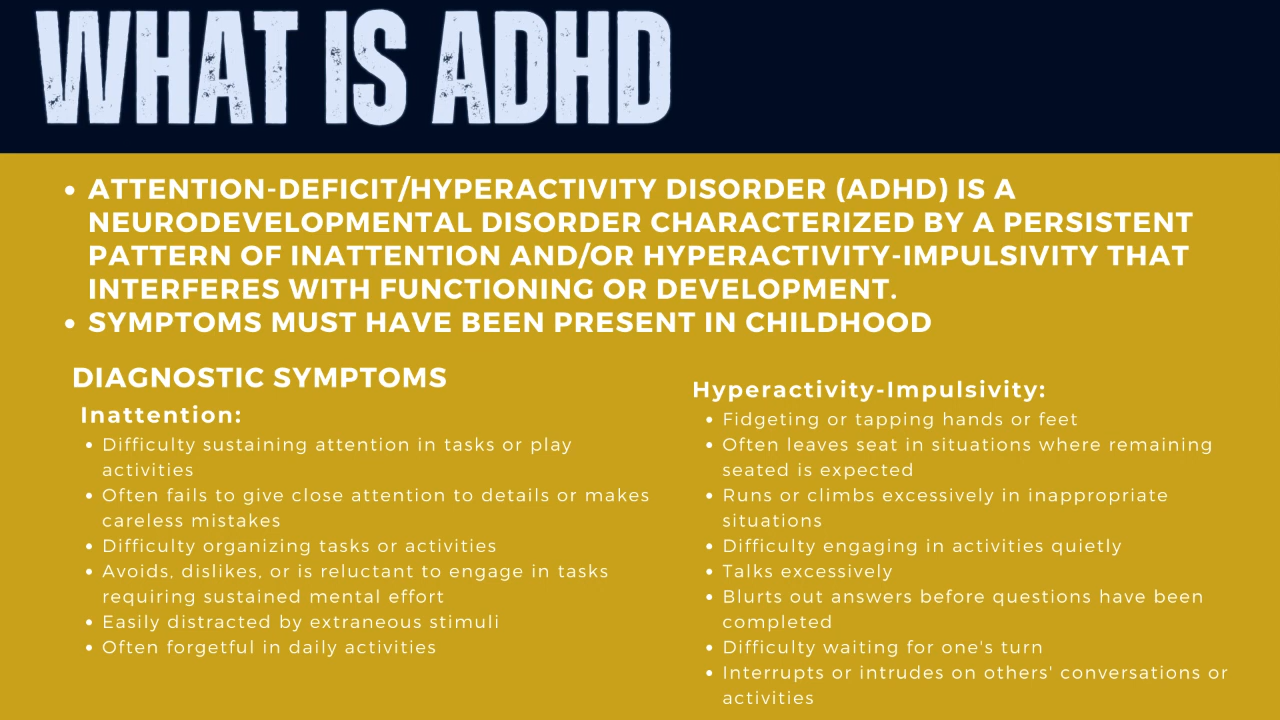 WHAT IS ADHD
• ATTENTION-DEFICIT/HYPERACTIVITY DISORDER (ADHD) IS A
NEURODEVELOPMENTAL DISORDER CHARACTERIZED BY A PERSISTENT
PATTERN OF INATTENTION AND/OR HYPERACTIVITY-IMPULSIVITY THAT
INTERFERES WITH FUNCTIONING OR DEVELOPMENT.
• SYMPTOMS MUST HAVE BEEN PRESENT IN CHILDHOOD
DIAGNOSTIC SYMPTOMS
Inattention:
• Difficulty sustaining attention in tasks or play
activities
• Often fails to give close attention to details or makes
careless mistakes
• Difficulty organizing tasks or activities
• Avoids, dislikes, or is reluctant to engage in tasks
requiring sustained mental effort
• Easily distracted by extraneous stimuli
• Often forgetful in daily activities
Hyperactivity-Impulsivity:
• Fidgeting or tapping hands or feet
• Often leaves seat in situations where remaining
seated is expected
• Runs or climbs excessively in inappropriate
situations
• Difficulty engaging in activities quietly
• Talks excessively
• Blurts out answers before questions have been
completed
• Difficulty waiting for one's turn
• Interrupts or intrudes on others' conversations or
activities